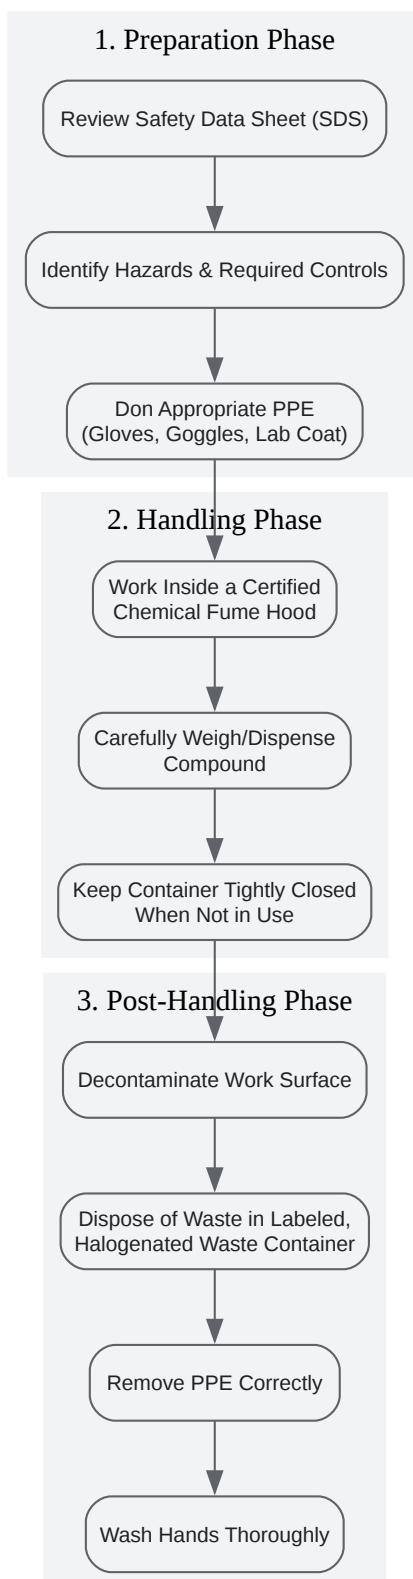 1. Preparation Phase
Review Safety Data Sheet (SDS)
Identify Hazards & Required Controls
Don Appropriate PPE
(Gloves, Goggles, Lab Coat)
2. Handling Phase
Work Inside a Certified
Chemical Fume Hood
Carefully Weigh/Dispense
Compound
Keep Container Tightly Closed
When Not in Use
3. Post-Handling Phase
Decontaminate Work Surface
Dispose of Waste in Labeled,
Halogenated Waste Container
Remove PPE Correctly
Wash Hands Thoroughly